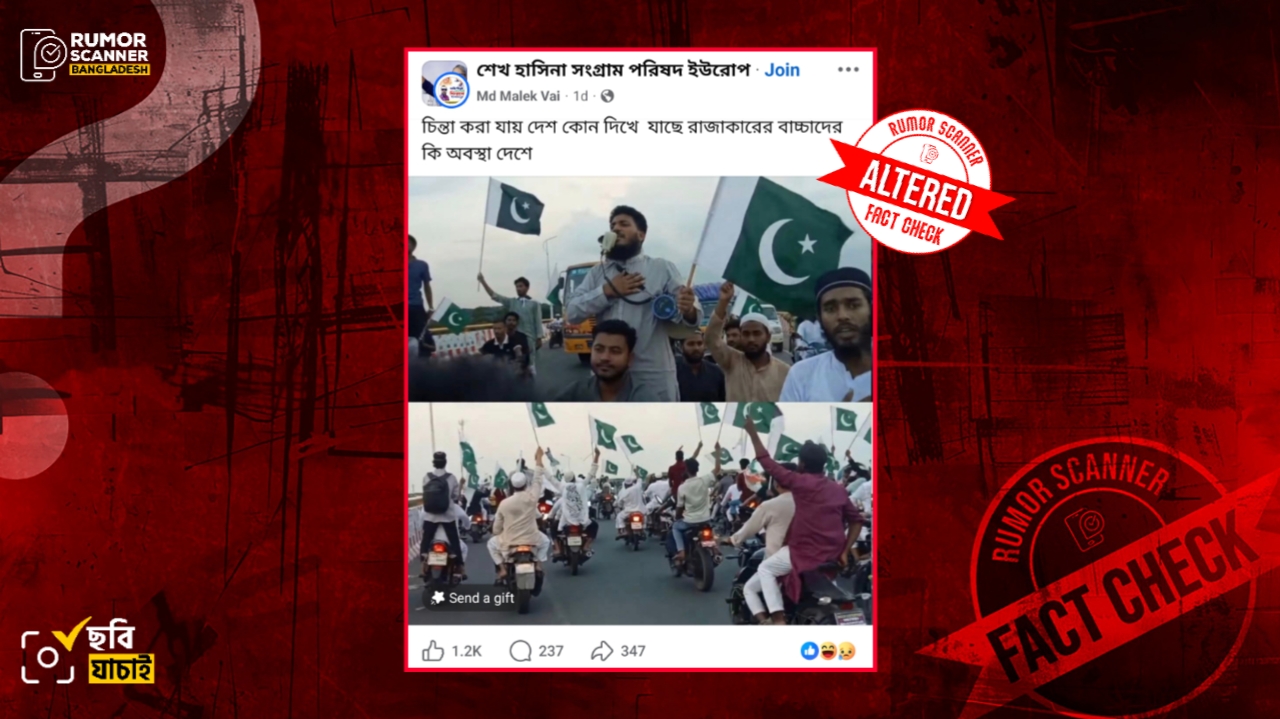 RUMOR
SCANNER
BANGLADESH
শেখ হাসিনা সংগ্রাম পরিষদ ইউরোপ · Join
Md Malek Vai · 1d ·
চিন্তা করা যায় দেশ কোন দিখে যাছে রাজাকারের বাচ্চাদের
কি অবস্থা দেশে
RUMOR SCANNER
ALTERED
FACT CHECK
Send a gift
1.2K 237 347
RUMOR SCANNER
FACT CHECK
ছবি
যাচাই